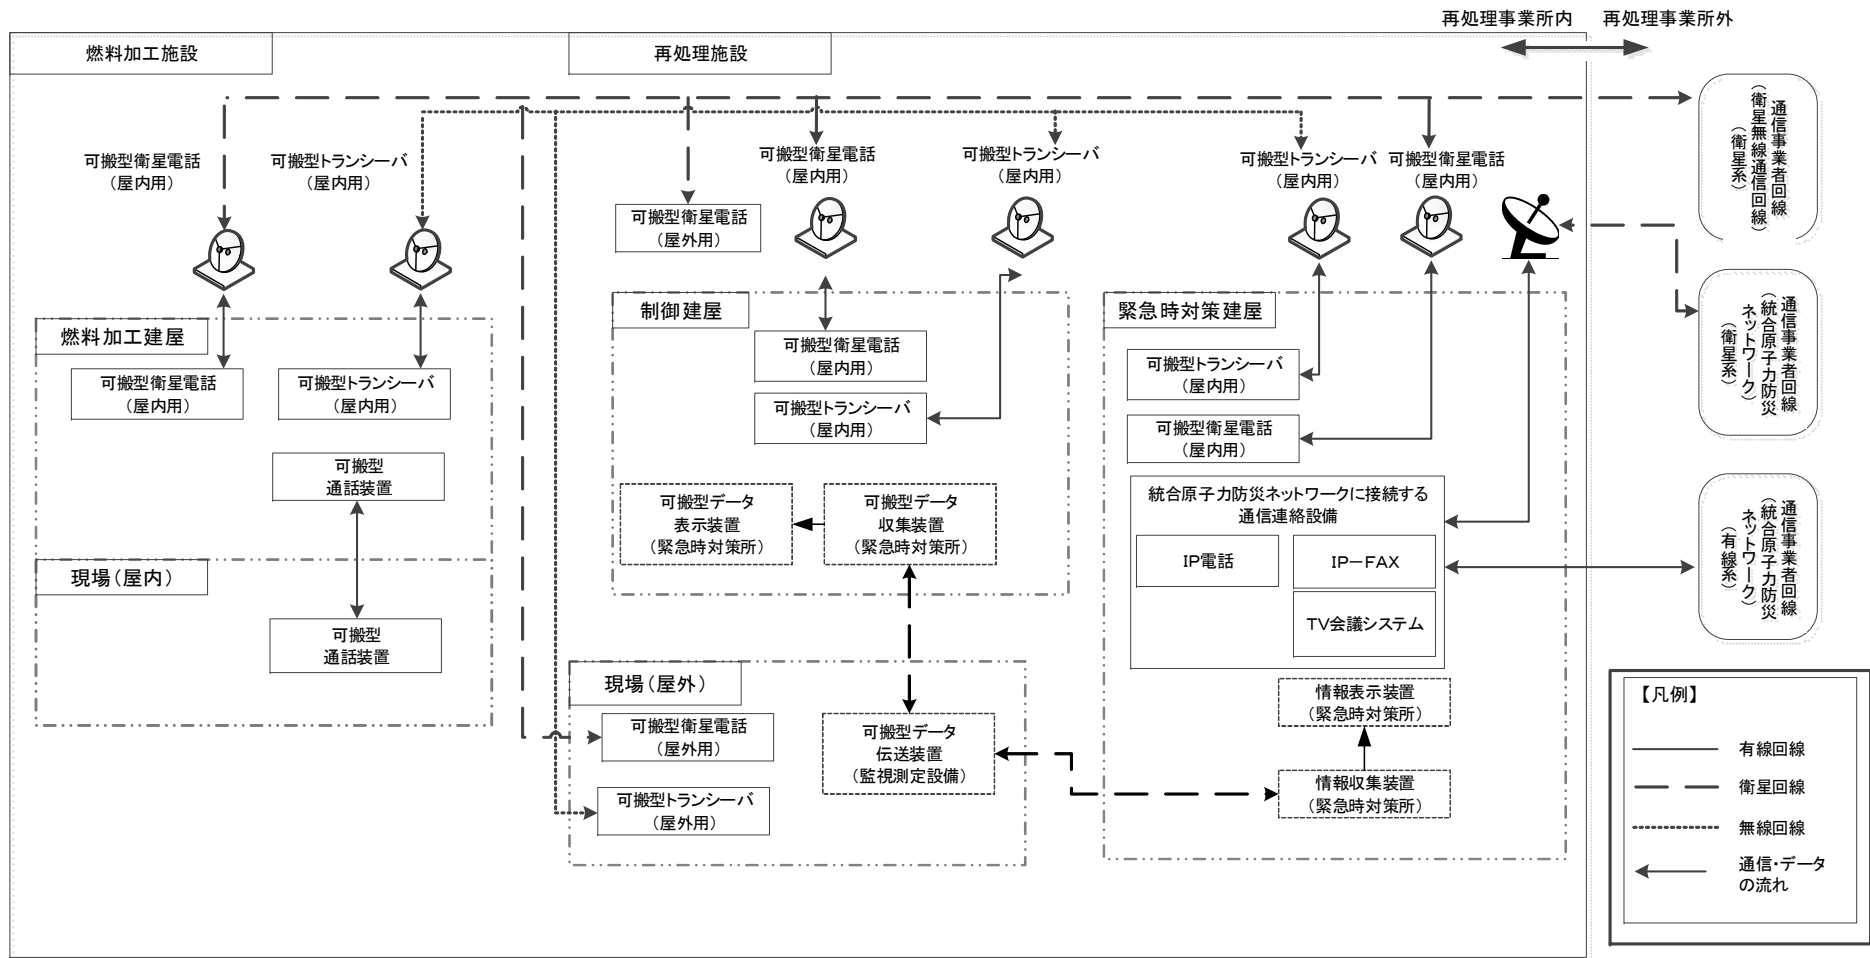 再処理事業所内
再処理事業所外
燃料加工施設
再処理施設
可搬型衛星電話
（屋内用）
可搬型トランシーバ
（屋内用）
可搬型衛星電話
（屋外用）
可搬型衛星電話
（屋内用）
可搬型トランシーバ
（屋内用）
可搬型トランシーバ
（屋内用）
可搬型衛星電話
（屋内用）
通信事業者回線
（衛星無線通信回線）
（衛星系）
通信事業者回線
（統合原子力防災
ネットワーク）
（衛星系）
通信事業者回線
（統合原子力防災
ネットワーク）
（有線系）
燃料加工建屋
可搬型衛星電話
（屋内用）
可搬型トランシーバ
（屋内用）
可搬型
通話装置
現場（屋内）
可搬型
通話装置
制御建屋
可搬型衛星電話
（屋内用）
可搬型トランシーバ
（屋内用）
可搬型データ
表示装置
（緊急時対策所）
可搬型データ
収集装置
（緊急時対策所）
現場（屋外）
可搬型衛星電話
（屋外用）
可搬型トランシーバ
（屋外用）
可搬型データ
伝送装置
（監視測定設備）
緊急時対策建屋
可搬型トランシーバ
（屋内用）
可搬型衛星電話
（屋内用）
統合原子力防災ネットワークに接続する
通信連絡設備
IP電話
IP－FAX
TV会議システム
情報表示装置
（緊急時対策所）
情報収集装置
（緊急時対策所）
【凡例】
有線回線
衛星回線
無線回線
通信・データ
の流れ